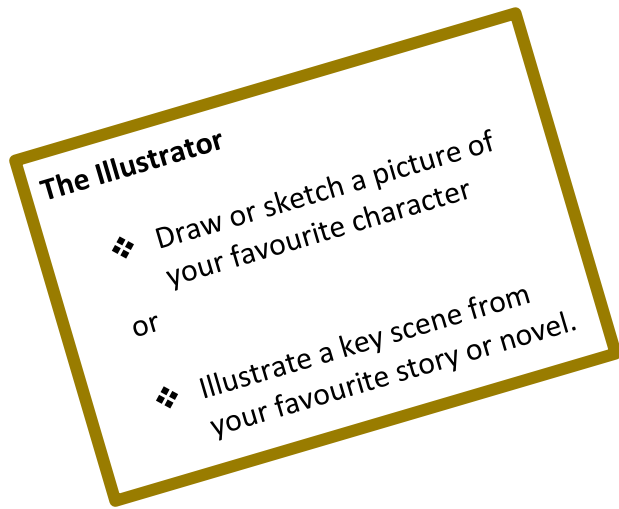 The Illustrator
❖ Draw or sketch a picture of
your favourite character
or
❖ Illustrate a key scene from
your favourite story or novel.